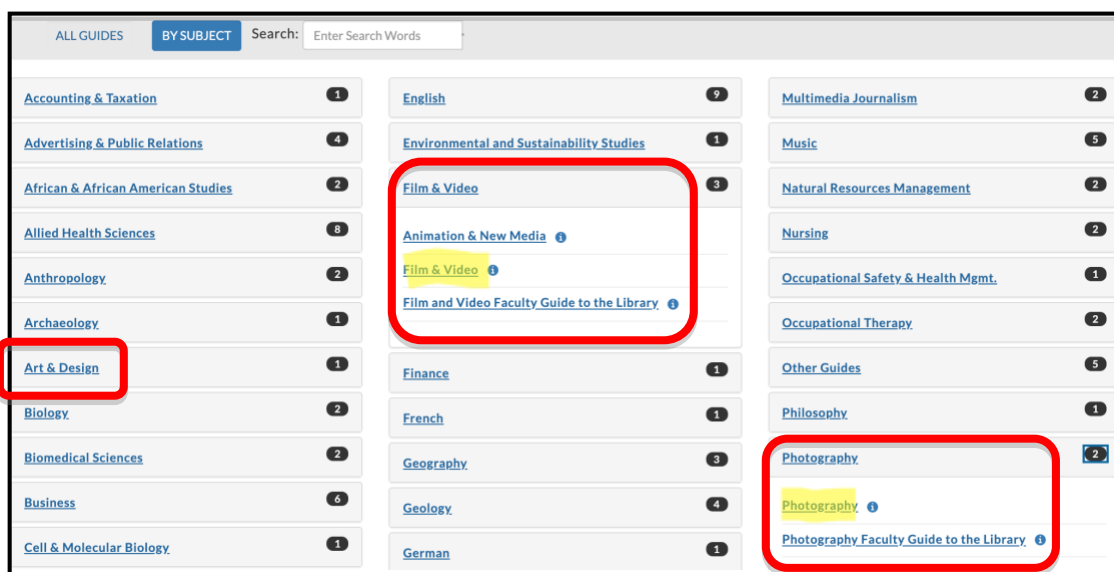 ALL GUIDES BY SUBJECT Search: Enter Search Words
Accounting & Taxation 1
Advertising & Public Relations 4
African & African American Studies 2
Allied Health Sciences 8
Anthropology 2
Archaeology 1
Art & Design 1
Biology 2
Biomedical Sciences 2
Business 6
Cell & Molecular Biology 1
English 9
Environmental and Sustainability Studies 1
Film & Video 3
Animation & New Media
Film & Video
Film and Video Faculty Guide to the Library
Finance 1
French 1
Geography 3
Geology 4
German 1
Multimedia Journalism 2
Music 5
Natural Resources Management 2
Nursing 2
Occupational Safety & Health Mgmt. 1
Occupational Therapy 2
Other Guides 5
Philosophy 1
Photography 2
Photography
Photography Faculty Guide to the Library